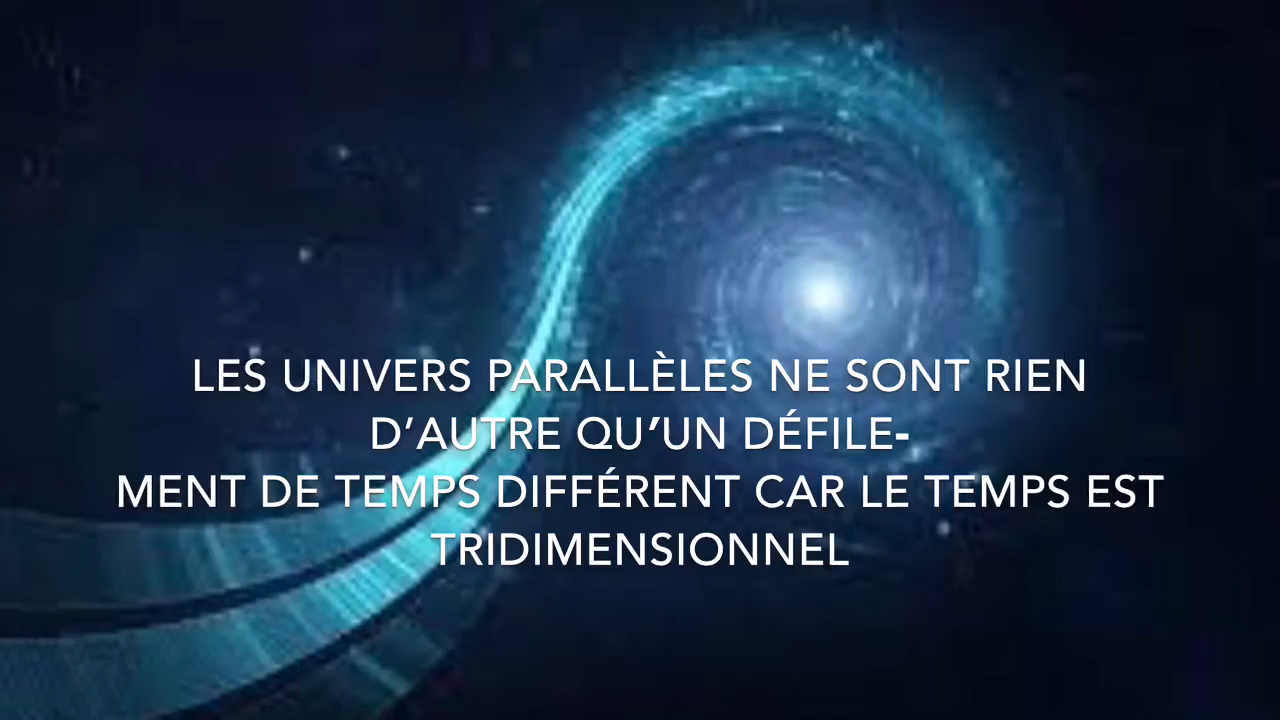 LES UNIVERS PARALLÈLES NE SONT RIEN
D’AUTRE QU’UN DÉFILE-
MENT DE TEMPS DIFFÉRENT CAR LE TEMPS EST
TRIDIMENSIONNEL